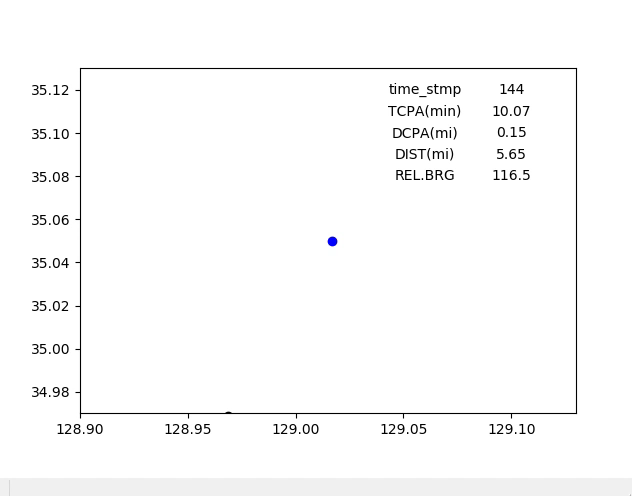 time_stmp 144
TCPA(min) 10.07
DCPA(mi) 0.15
DIST(mi) 5.65
REL.BRG 116.5
35.12
35.10
35.08
35.06
35.04
35.02
35.00
34.98
128.90 128.95 129.00 129.05 129.10